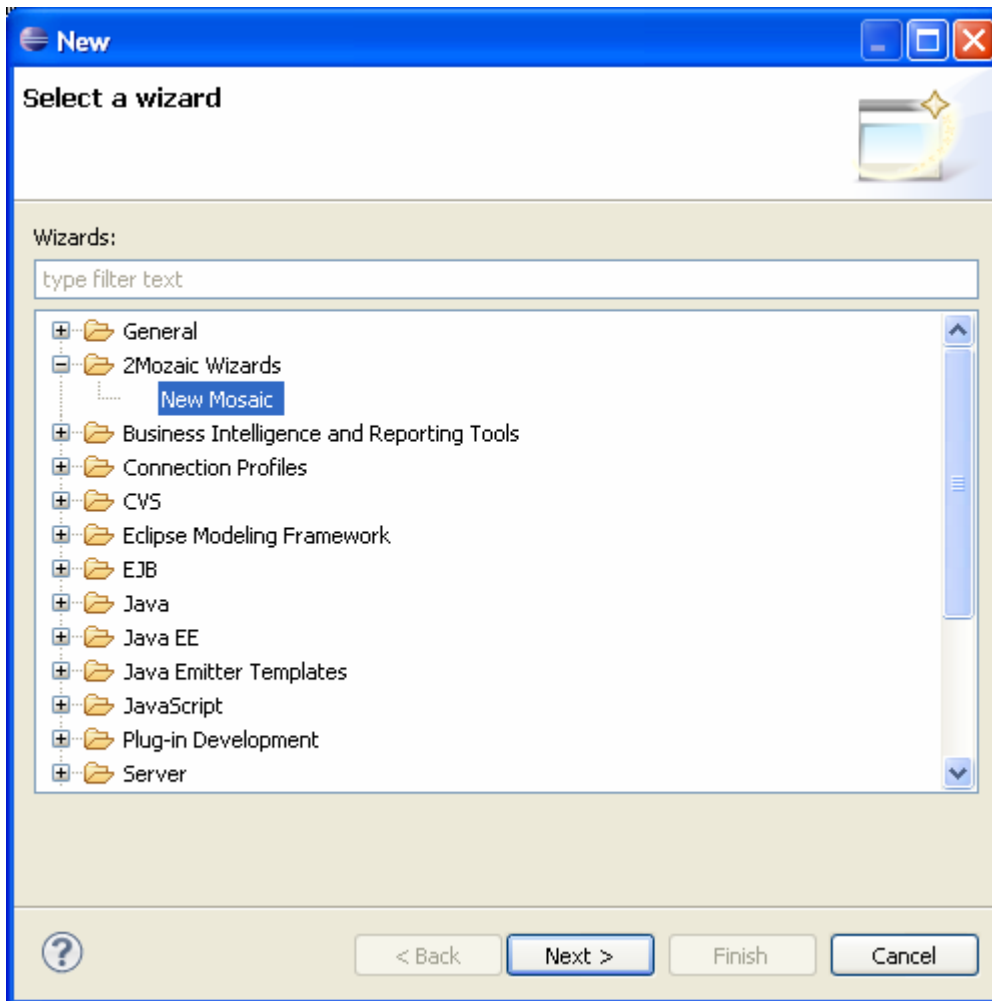 New
Select a wizard
Wizards:
type filter text
General
2Mozaic Wizards
New Mosaic
Business Intelligence and Reporting Tools
Connection Profiles
CVS
Eclipse Modeling Framework
EJB
Java
Java EE
Java Emitter Templates
JavaScript
Plug-in Development
Server
? < Back Next > Finish Cancel